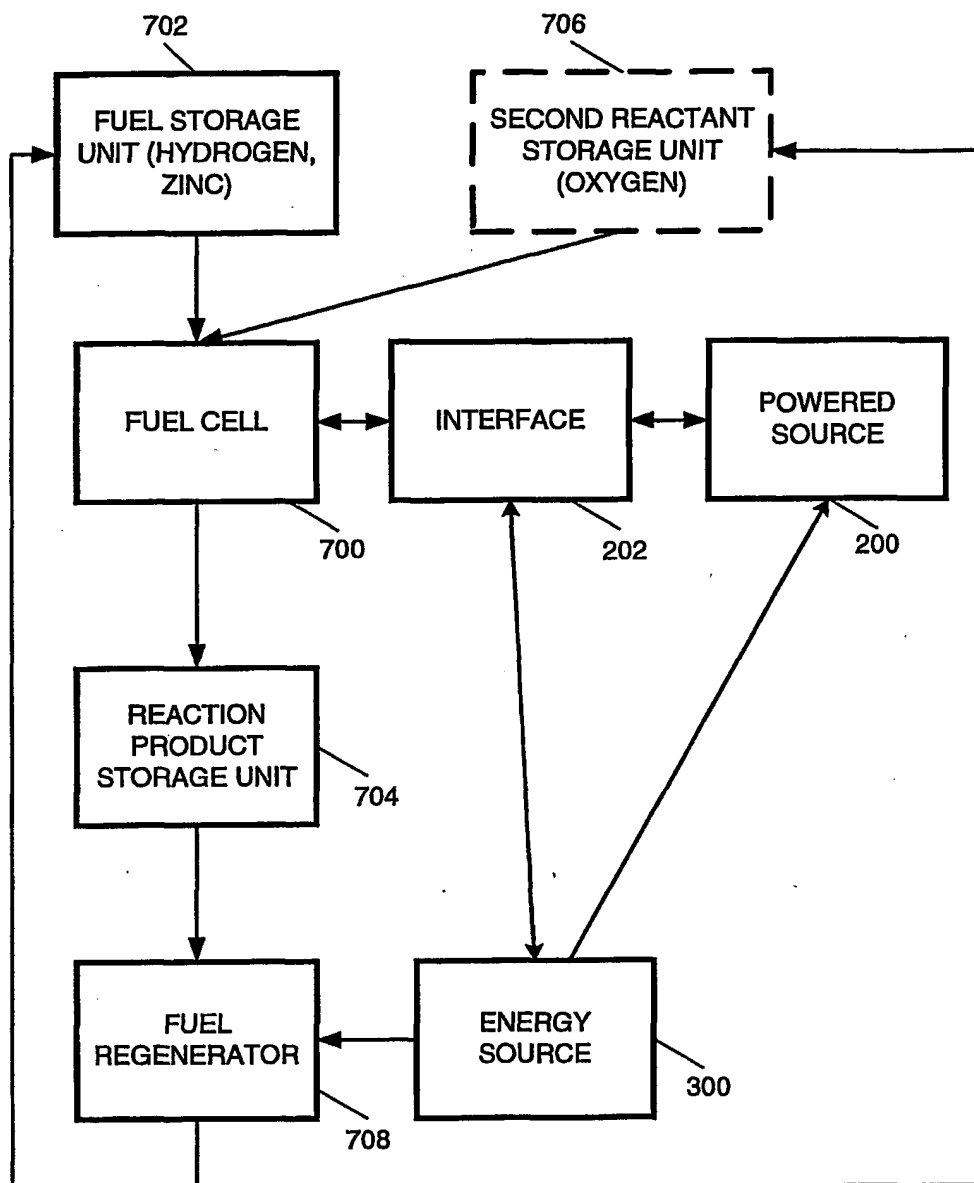 702
706
FUEL STORAGE
UNIT (HYDROGEN,
ZINC)
SECOND REACTANT
STORAGE UNIT
(OXYGEN)
FUEL CELL
INTERFACE
POWERED
SOURCE
700
202
200
REACTION
PRODUCT
STORAGE UNIT
704
FUEL
REGENERATOR
ENERGY
SOURCE
300
708